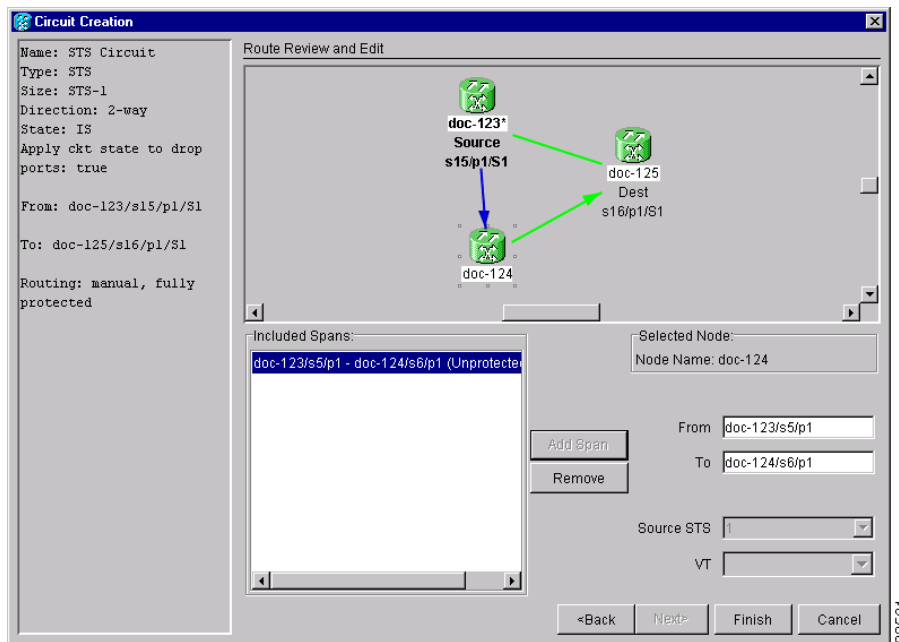 Circuit Creation
Name: STS Circuit
Type: STS
Size: STS-1
Direction: 2-way
State: IS
Apply ckt state to drop
ports: true
From: doc-123/s15/p1/S1
To: doc-125/s16/p1/S1
Routing: manual, fully
protected
Route Review and Edit
doc-123*
Source
s15/p1/S1
doc-125
Dest
s16/p1/S1
doc-124
Included Spans:
doc-123/s5/p1 - doc-124/s6/p1 (Unprotecte
Selected Node:
Node Name: doc-124
Add Span
Remove
From doc-123/s5/p1
To doc-124/s6/p1
Source STS 1
VT
<Back Next> Finish Cancel